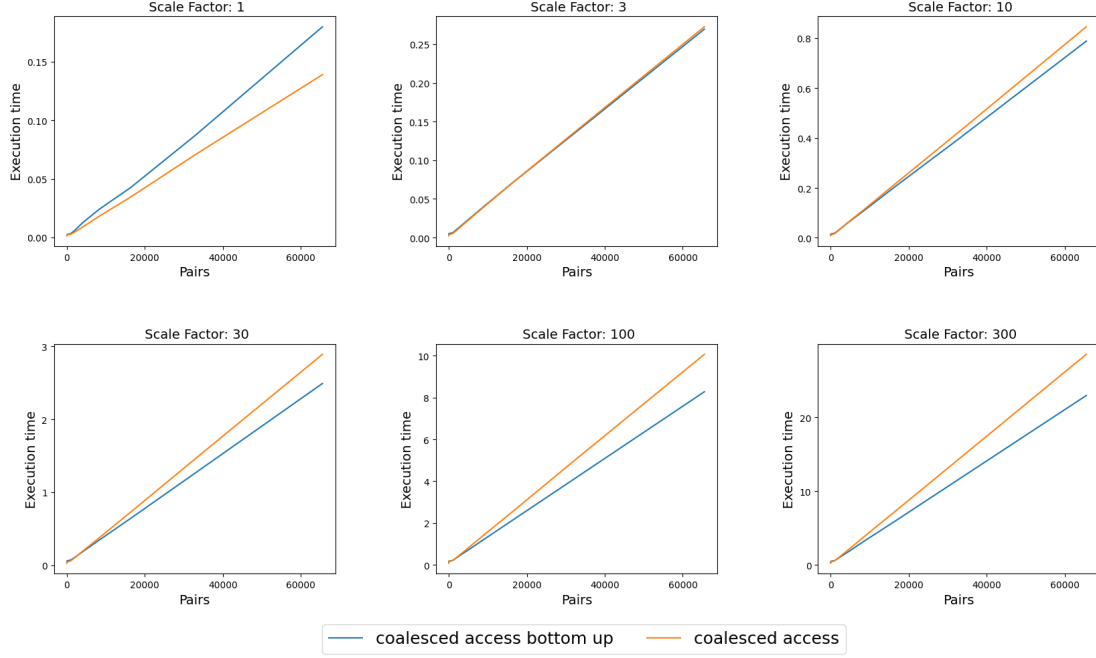 Scale Factor: 1
Execution time
0.15
0.10
0.05
0.00
0 20000 40000 60000
Pairs
Scale Factor: 3
Execution time
0.25
0.20
0.15
0.10
0.05
0.00
0 20000 40000 60000
Pairs
Scale Factor: 10
Execution time
0.8
0.6
0.4
0.2
0.0
0 20000 40000 60000
Pairs
Scale Factor: 30
Execution time
3
2
1
0
0 20000 40000 60000
Pairs
Scale Factor: 100
Execution time
10
8
6
4
2
0
0 20000 40000 60000
Pairs
Scale Factor: 300
Execution time
20
10
0
0 20000 40000 60000
Pairs
coalesced access bottom up coalesced access